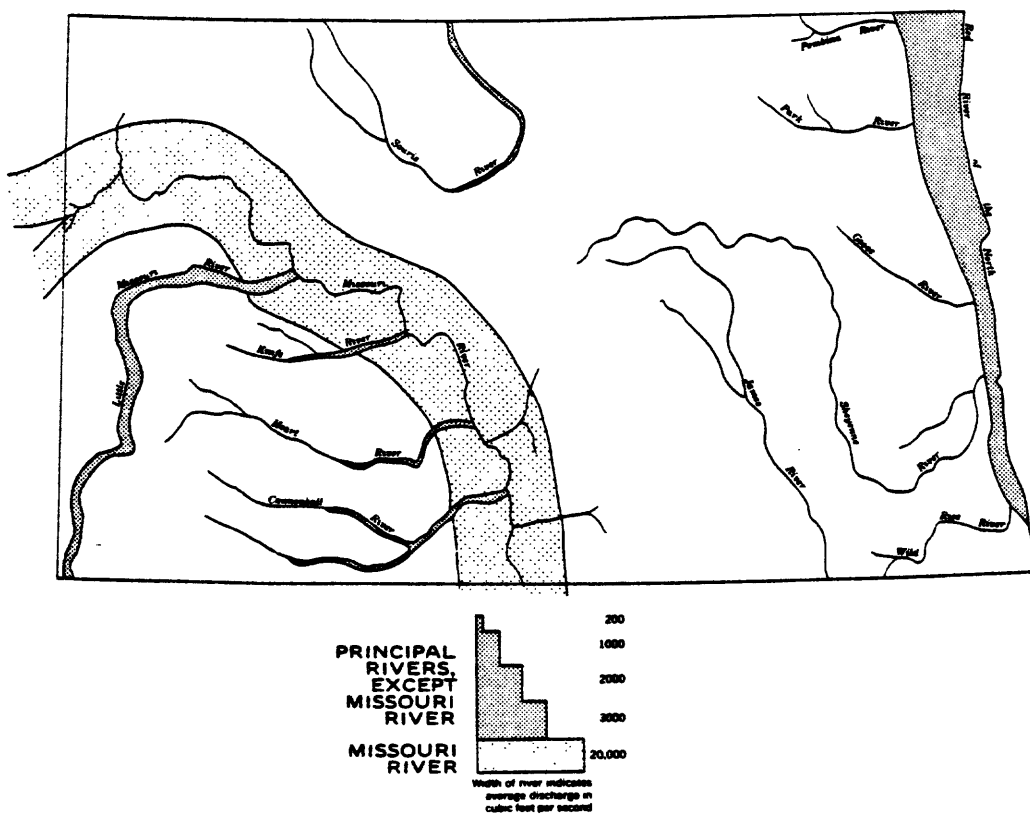 Pembina River
Red River of the North
Park River
Souris River
Goose River
Little Missouri River
Missouri River
Knife River
Heart River
Cannonball River
James River
Sheyenne River
Wild Rice River
200
1000
2000
3000
20,000
PRINCIPAL
RIVERS,
EXCEPT
MISSOURI
RIVER
MISSOURI
RIVER
Width of river indicates
average discharge in
cubic feet per second